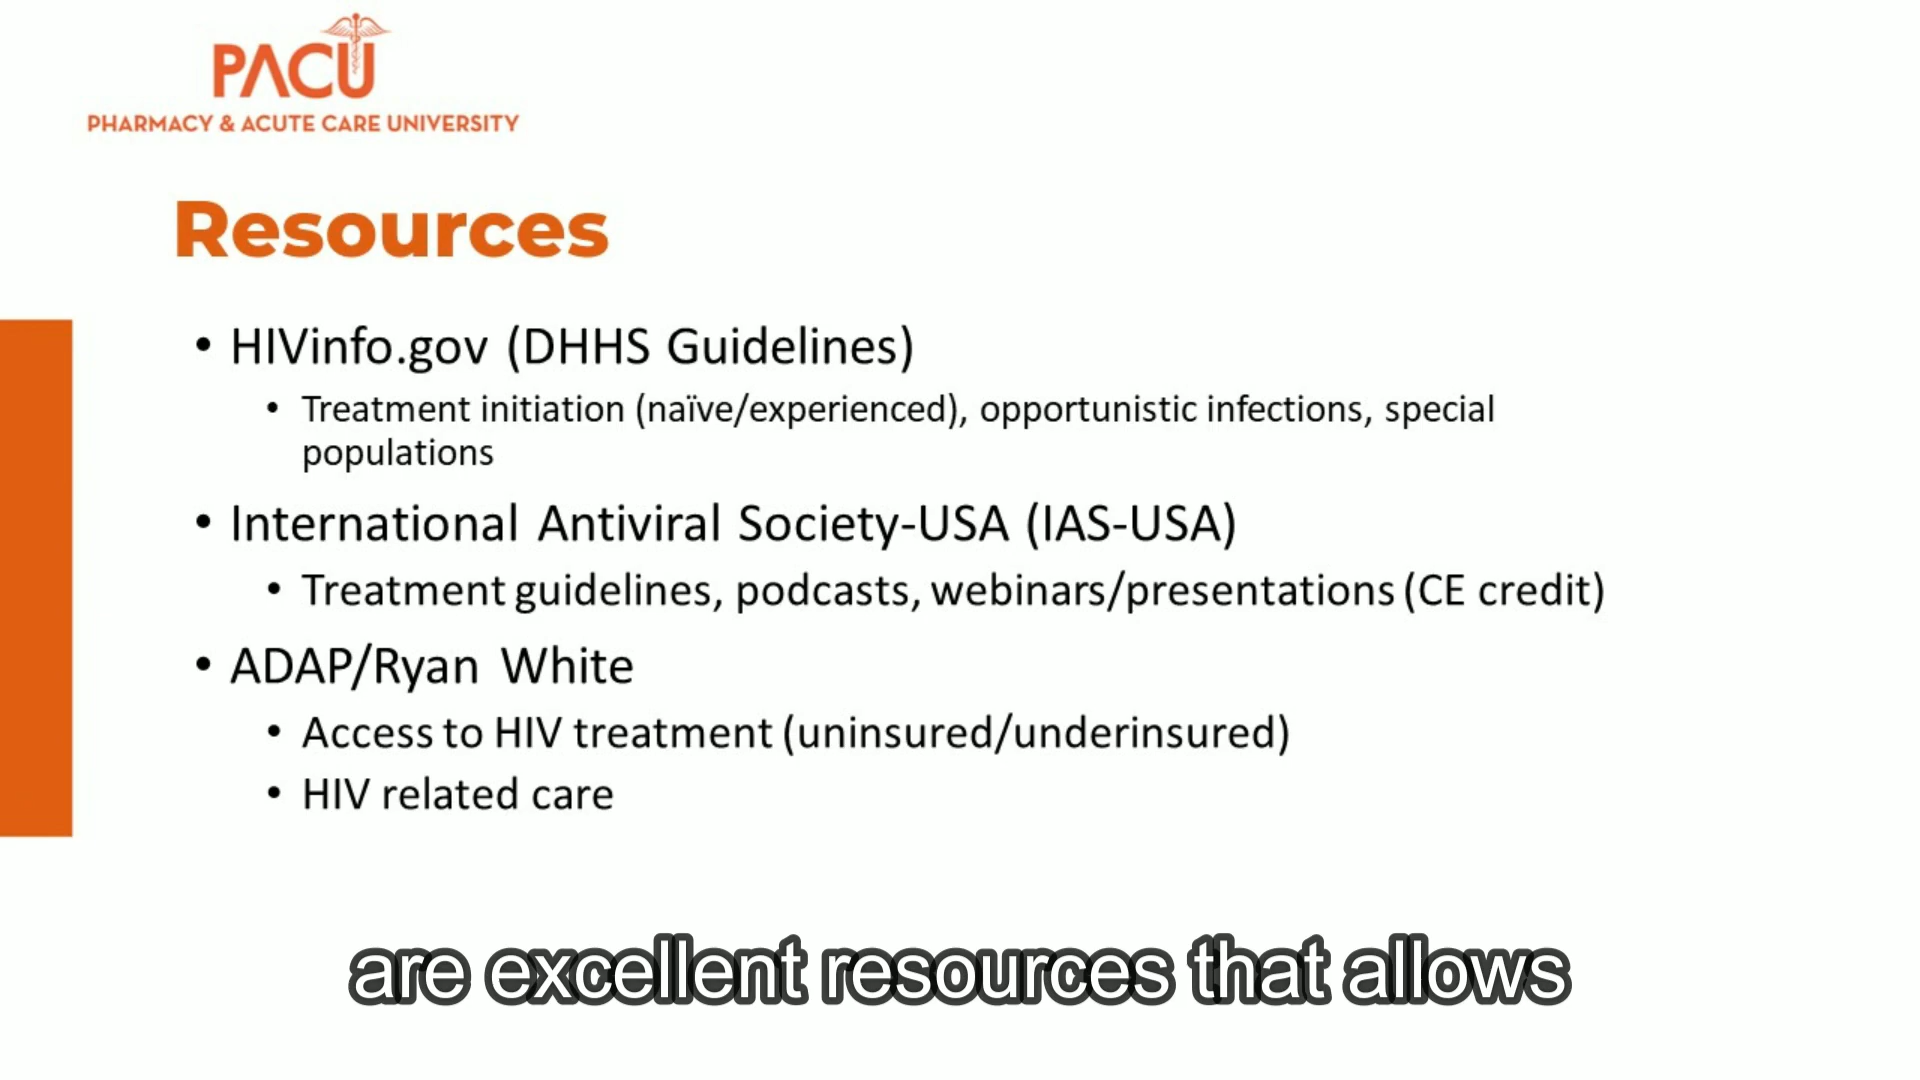 PACU
PHARMACY & ACUTE CARE UNIVERSITY
Resources
• HIVinfo.gov (DHHS Guidelines)
• Treatment initiation (naïve/experienced), opportunistic infections, special
populations
• International Antiviral Society-USA (IAS-USA)
• Treatment guidelines, podcasts, webinars/presentations (CE credit)
• ADAP/Ryan White
• Access to HIV treatment (uninsured/underinsured)
• HIV related care
are excellent resources that allows